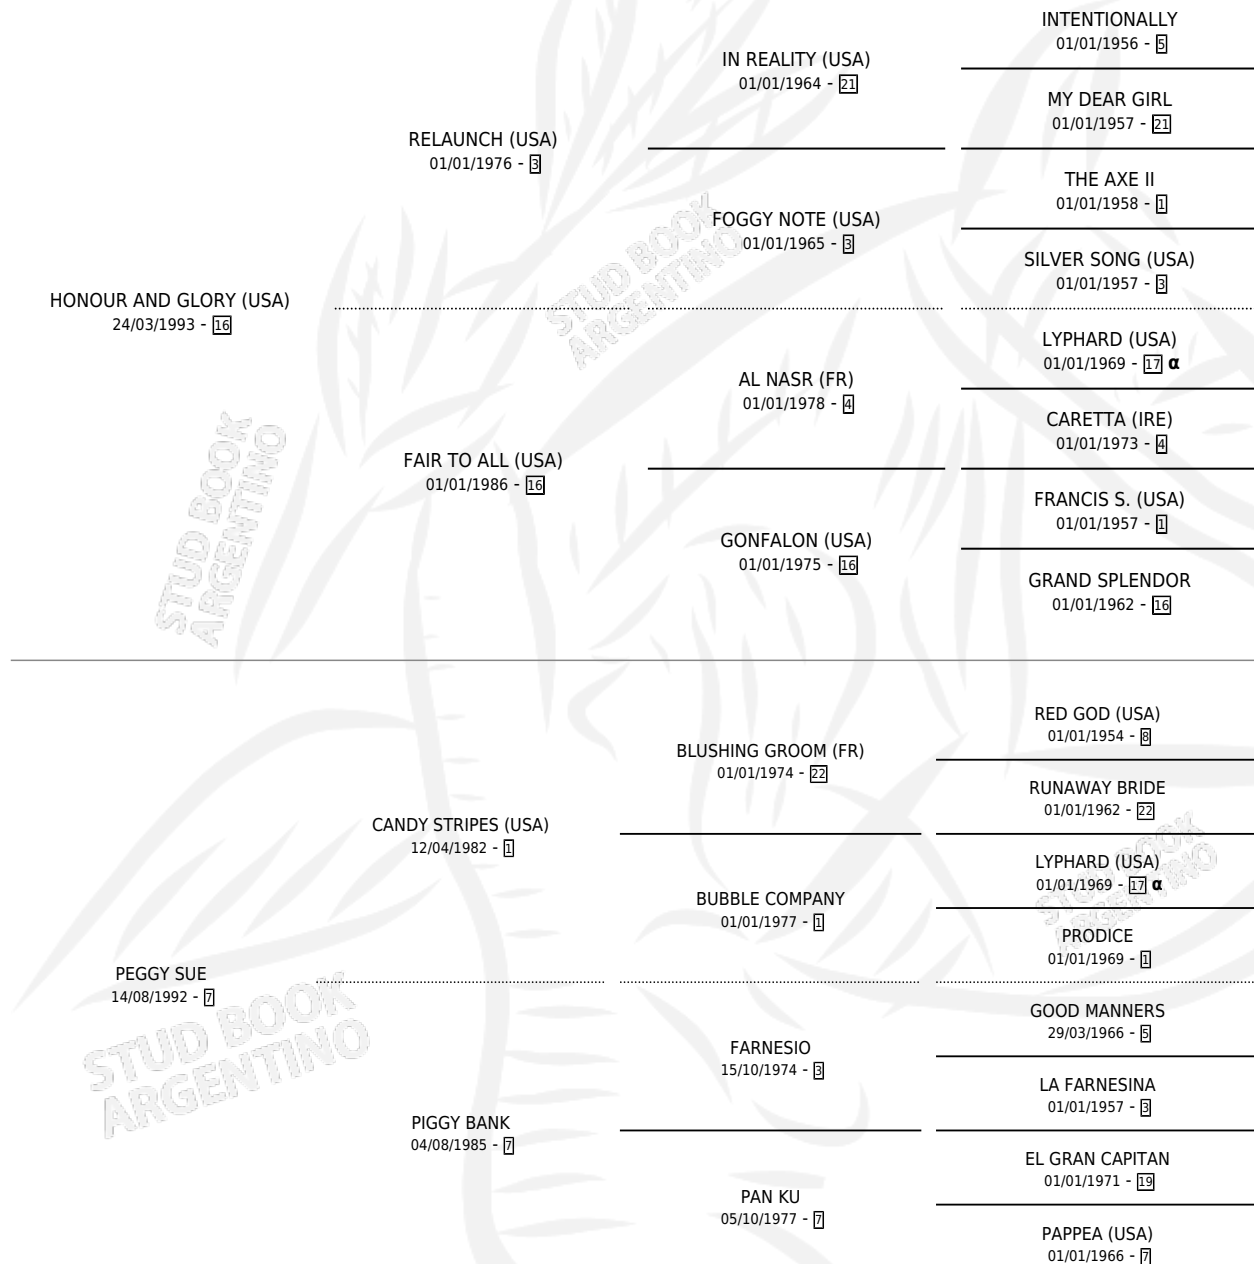 INTENTIONALLY
01/01/1956 - 5
IN REALITY (USA)
01/01/1964 - 21
MY DEAR GIRL
01/01/1957 - 21
RELAUNCH (USA)
01/01/1976 - 3
THE AXE II
01/01/1958 - 1
FOGGY NOTE (USA)
01/01/1965 - 3
SILVER SONG (USA)
01/01/1957 - 3
HONOUR AND GLORY (USA)
24/03/1993 - 16
LYPHARD (USA)
01/01/1969 - 17 α
AL NASR (FR)
01/01/1978 - 4
CARETTA (IRE)
01/01/1973 - 4
FAIR TO ALL (USA)
01/01/1986 - 16
FRANCIS S. (USA)
01/01/1957 - 1
GONFALON (USA)
01/01/1975 - 16
GRAND SPLENDOR
01/01/1962 - 16
RED GOD (USA)
01/01/1954 - 8
BLUSHING GROOM (FR)
01/01/1974 - 22
RUNAWAY BRIDE
01/01/1962 - 22
CANDY STRIPES (USA)
12/04/1982 - 1
LYPHARD (USA)
01/01/1969 - 17 α
BUBBLE COMPANY
01/01/1977 - 1
PRODICE
01/01/1969 - 1
PEGGY SUE
14/08/1992 - 7
GOOD MANNERS
29/03/1966 - 5
FARNESIO
15/10/1974 - 3
LA FARNESINA
01/01/1957 - 3
PIGGY BANK
04/08/1985 - 7
EL GRAN CAPITAN
01/01/1971 - 19
PAN KU
05/10/1977 - 7
PAPPEA (USA)
01/01/1966 - 7
STUD BOOK
ARGENTINO
STUD BOOK
ARGENTINO
STUD BOOK
ARGENTINO
STUD BOOK
ARGENTINO